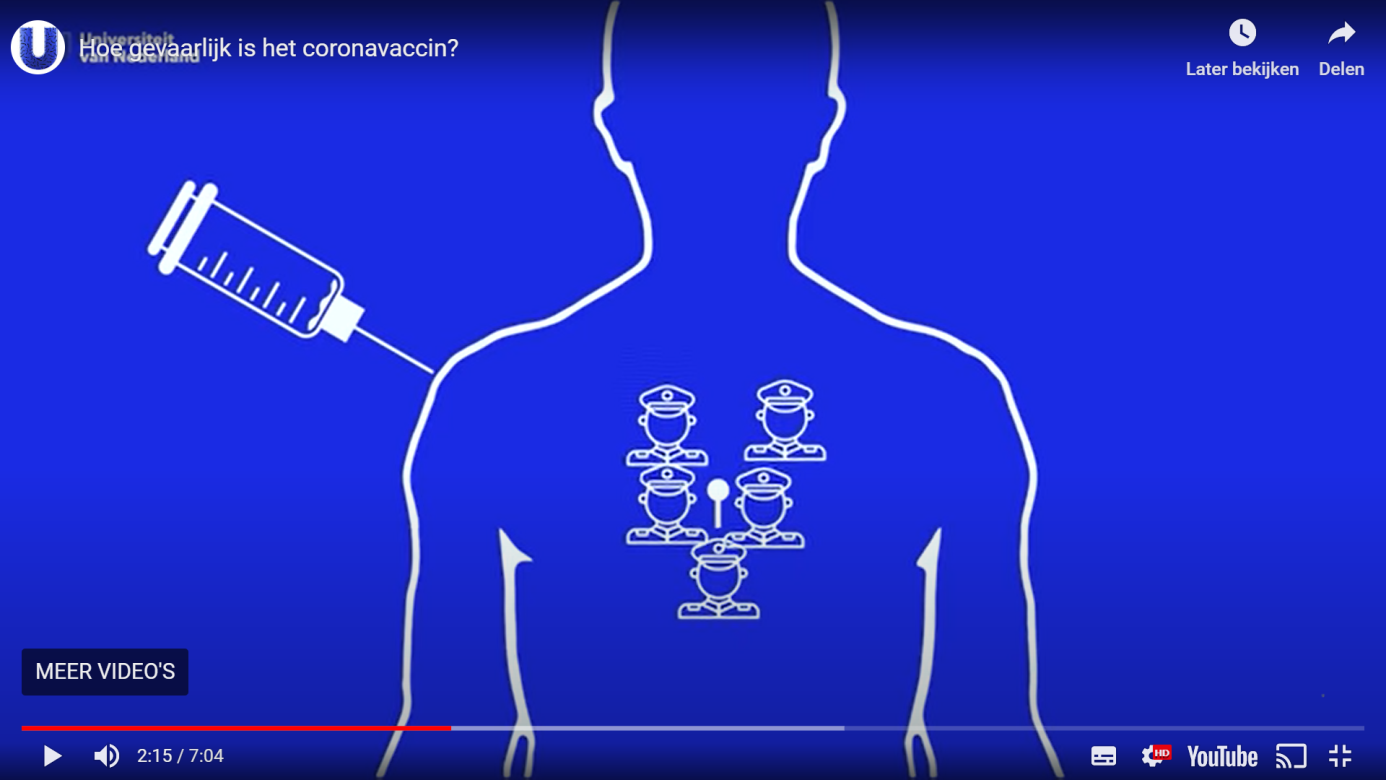 Universiteit
van Nederland
Hoe gevaarlijk is het coronavaccin?
Later bekijken
Delen
MEER VIDEO'S
2:15 / 7:04
HD
YouTube